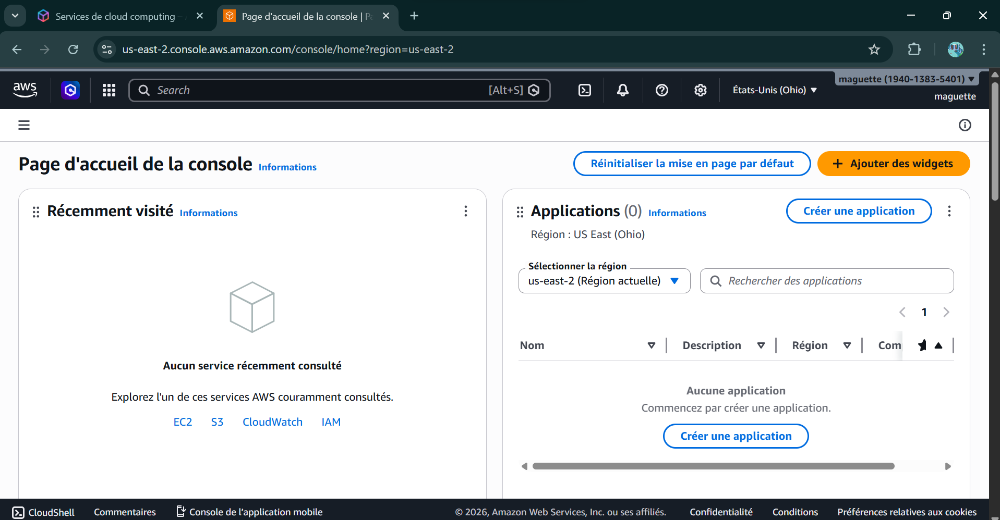 Services de cloud computing –
Page d'accueil de la console |
us-east-2.console.aws.amazon.com/console/home?region=us-east-2
aws
Search
[Alt+S]
États-Unis (Ohio)
maguette (1940-1383-5401)
maguette
Page d'accueil de la console Informations
Réinitialiser la mise en page par défaut
Ajouter des widgets
Récemment visité Informations
Aucun service récemment consulté
Explorez l'un de ces services AWS couramment consultés.
EC2 S3 CloudWatch IAM
Applications (0) Informations
Créer une application
Région : US East (Ohio)
Sélectionner la région
us-east-2 (Région actuelle)
Rechercher des applications
1
Nom Description Région Com
Aucune application
Commencez par créer une application.
Créer une application
CloudShell Commentaires Console de l’application mobile © 2026, Amazon Web Services, Inc. ou ses affiliés. Confidentialité Conditions Préférences relatives aux cookies